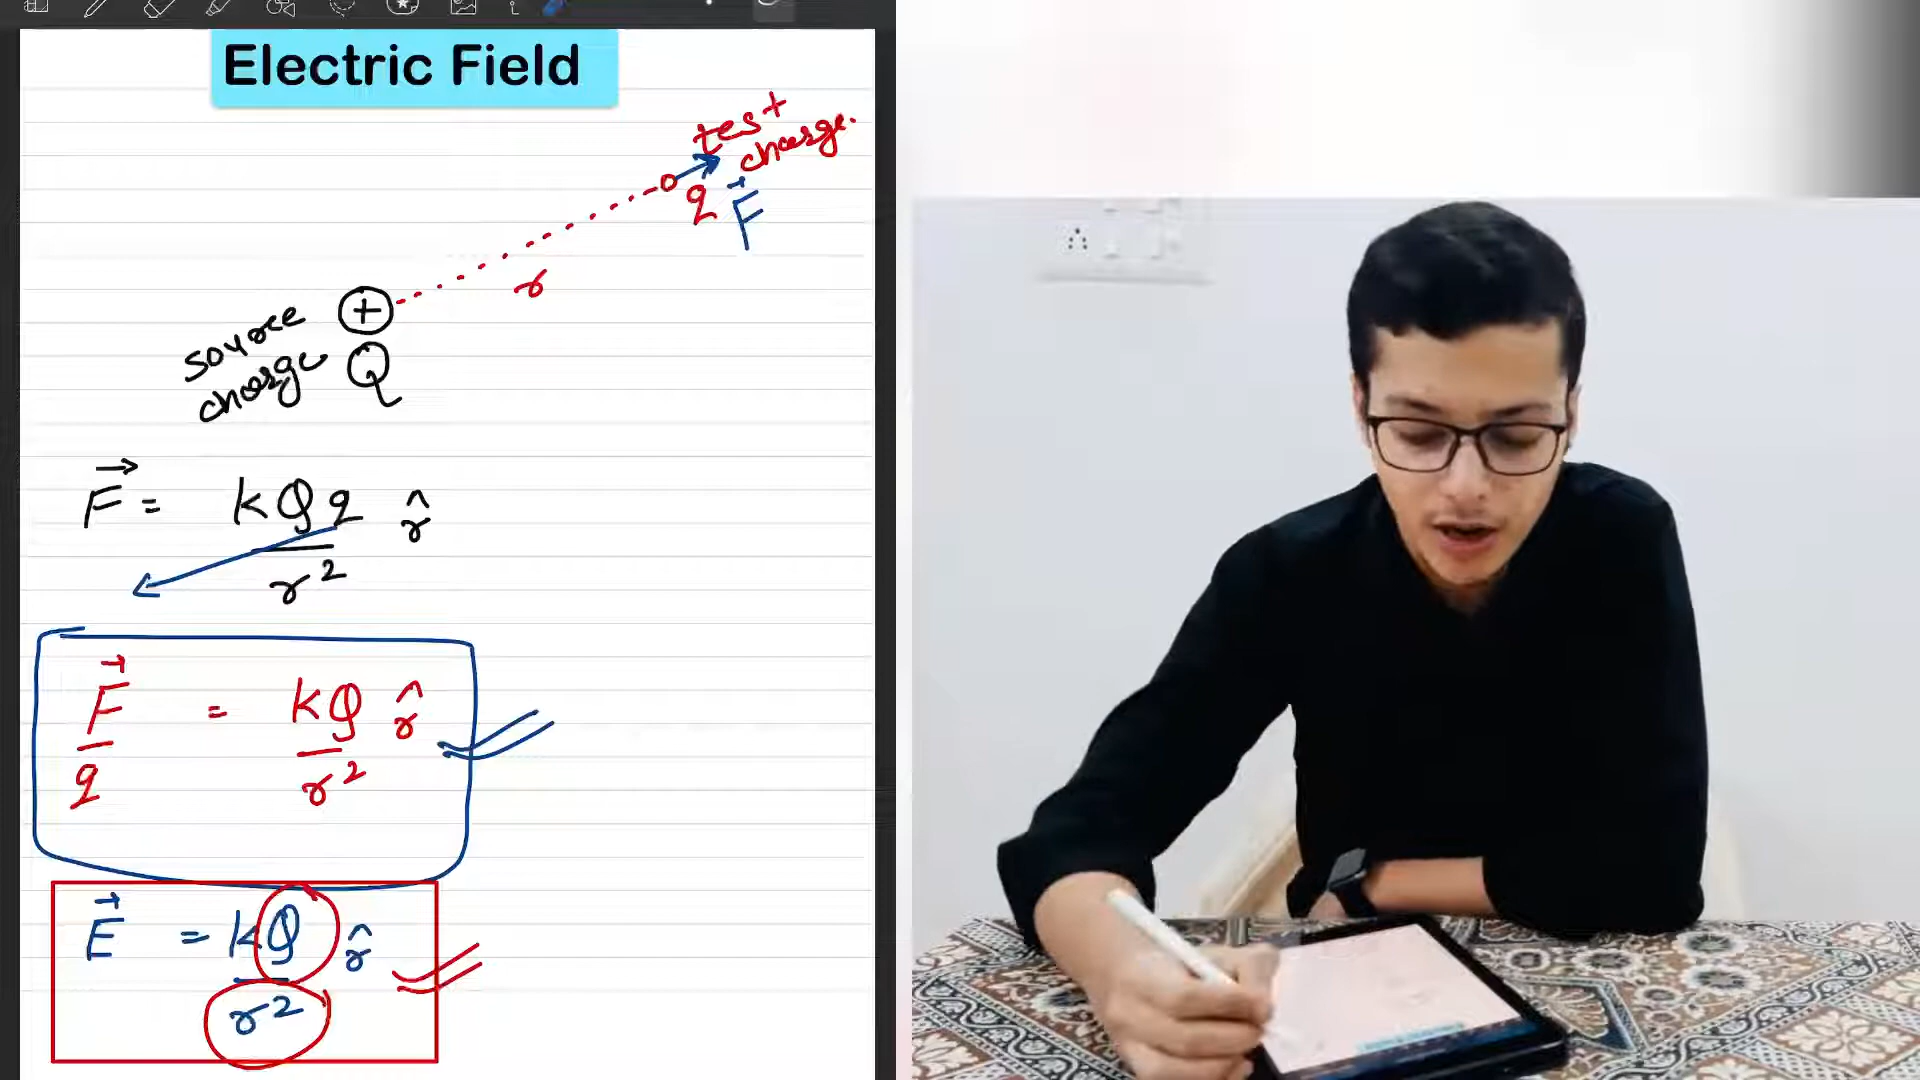 Electric Field
test
charge.
q F⃗
r
source
charge
+
Q
F⃗ = kQq r̂
r²
F⃗ = kQ r̂
q r²
E⃗ = kQ r̂
r²